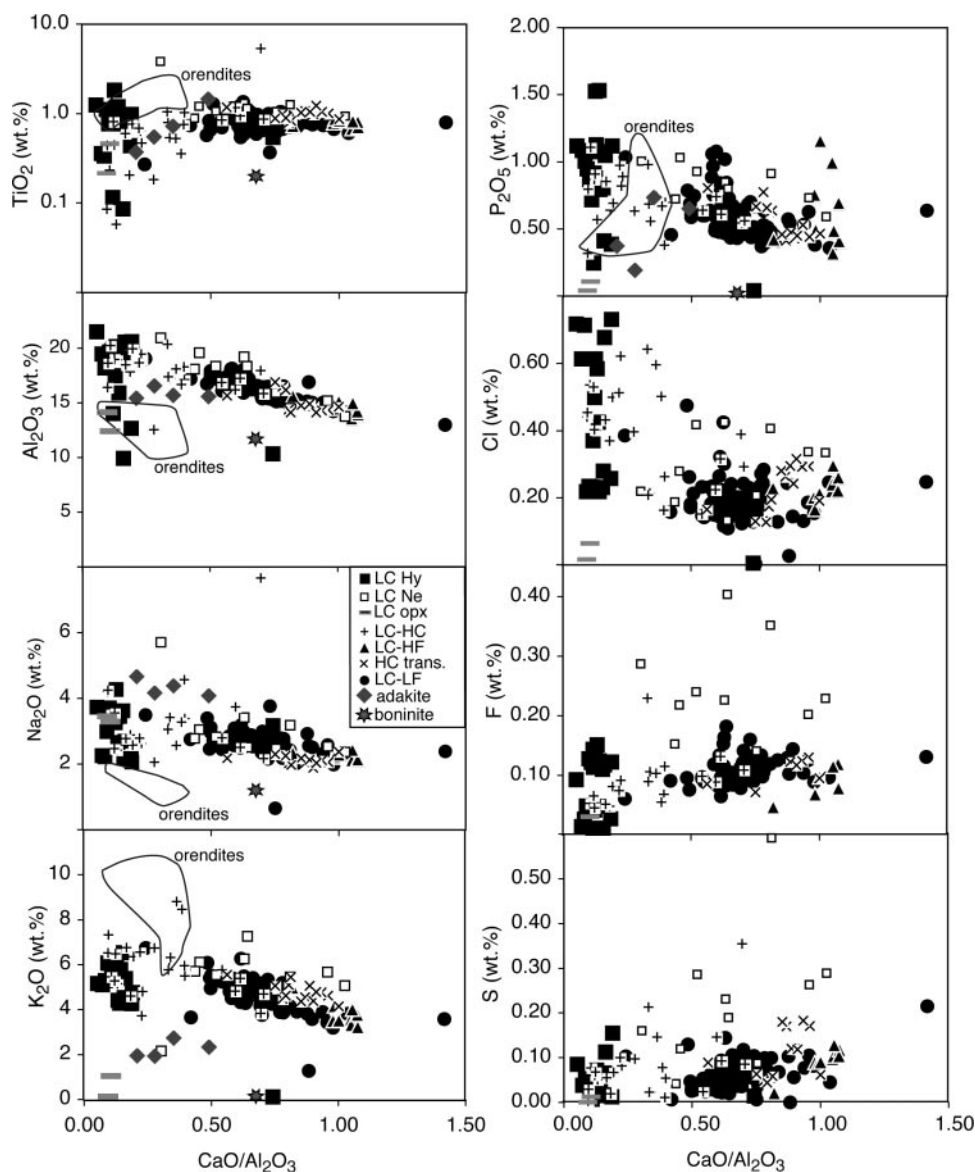 10.0
1.0
0.1
TiO2 (wt.%)
orendites
20
15
10
5
Al2O3 (wt.%)
orendites
6
4
2
Na2O (wt.%)
orendites
LC Hy
LC Ne
LC opx
LC-HC
LC-HF
HC trans.
LC-LF
adakite
boninite
10
8
6
4
2
0
K2O (wt.%)
orendites
0.00 0.50 1.00 1.50
CaO/Al2O3
2.00
1.50
1.00
0.50
0.00
P2O5 (wt.%)
orendites
0.60
0.40
0.20
Cl (wt.%)
0.40
0.30
0.20
0.10
F (wt.%)
0.50
0.40
0.30
0.20
0.10
0.00
S (wt.%)
0.00 0.50 1.00 1.50
CaO/Al2O3